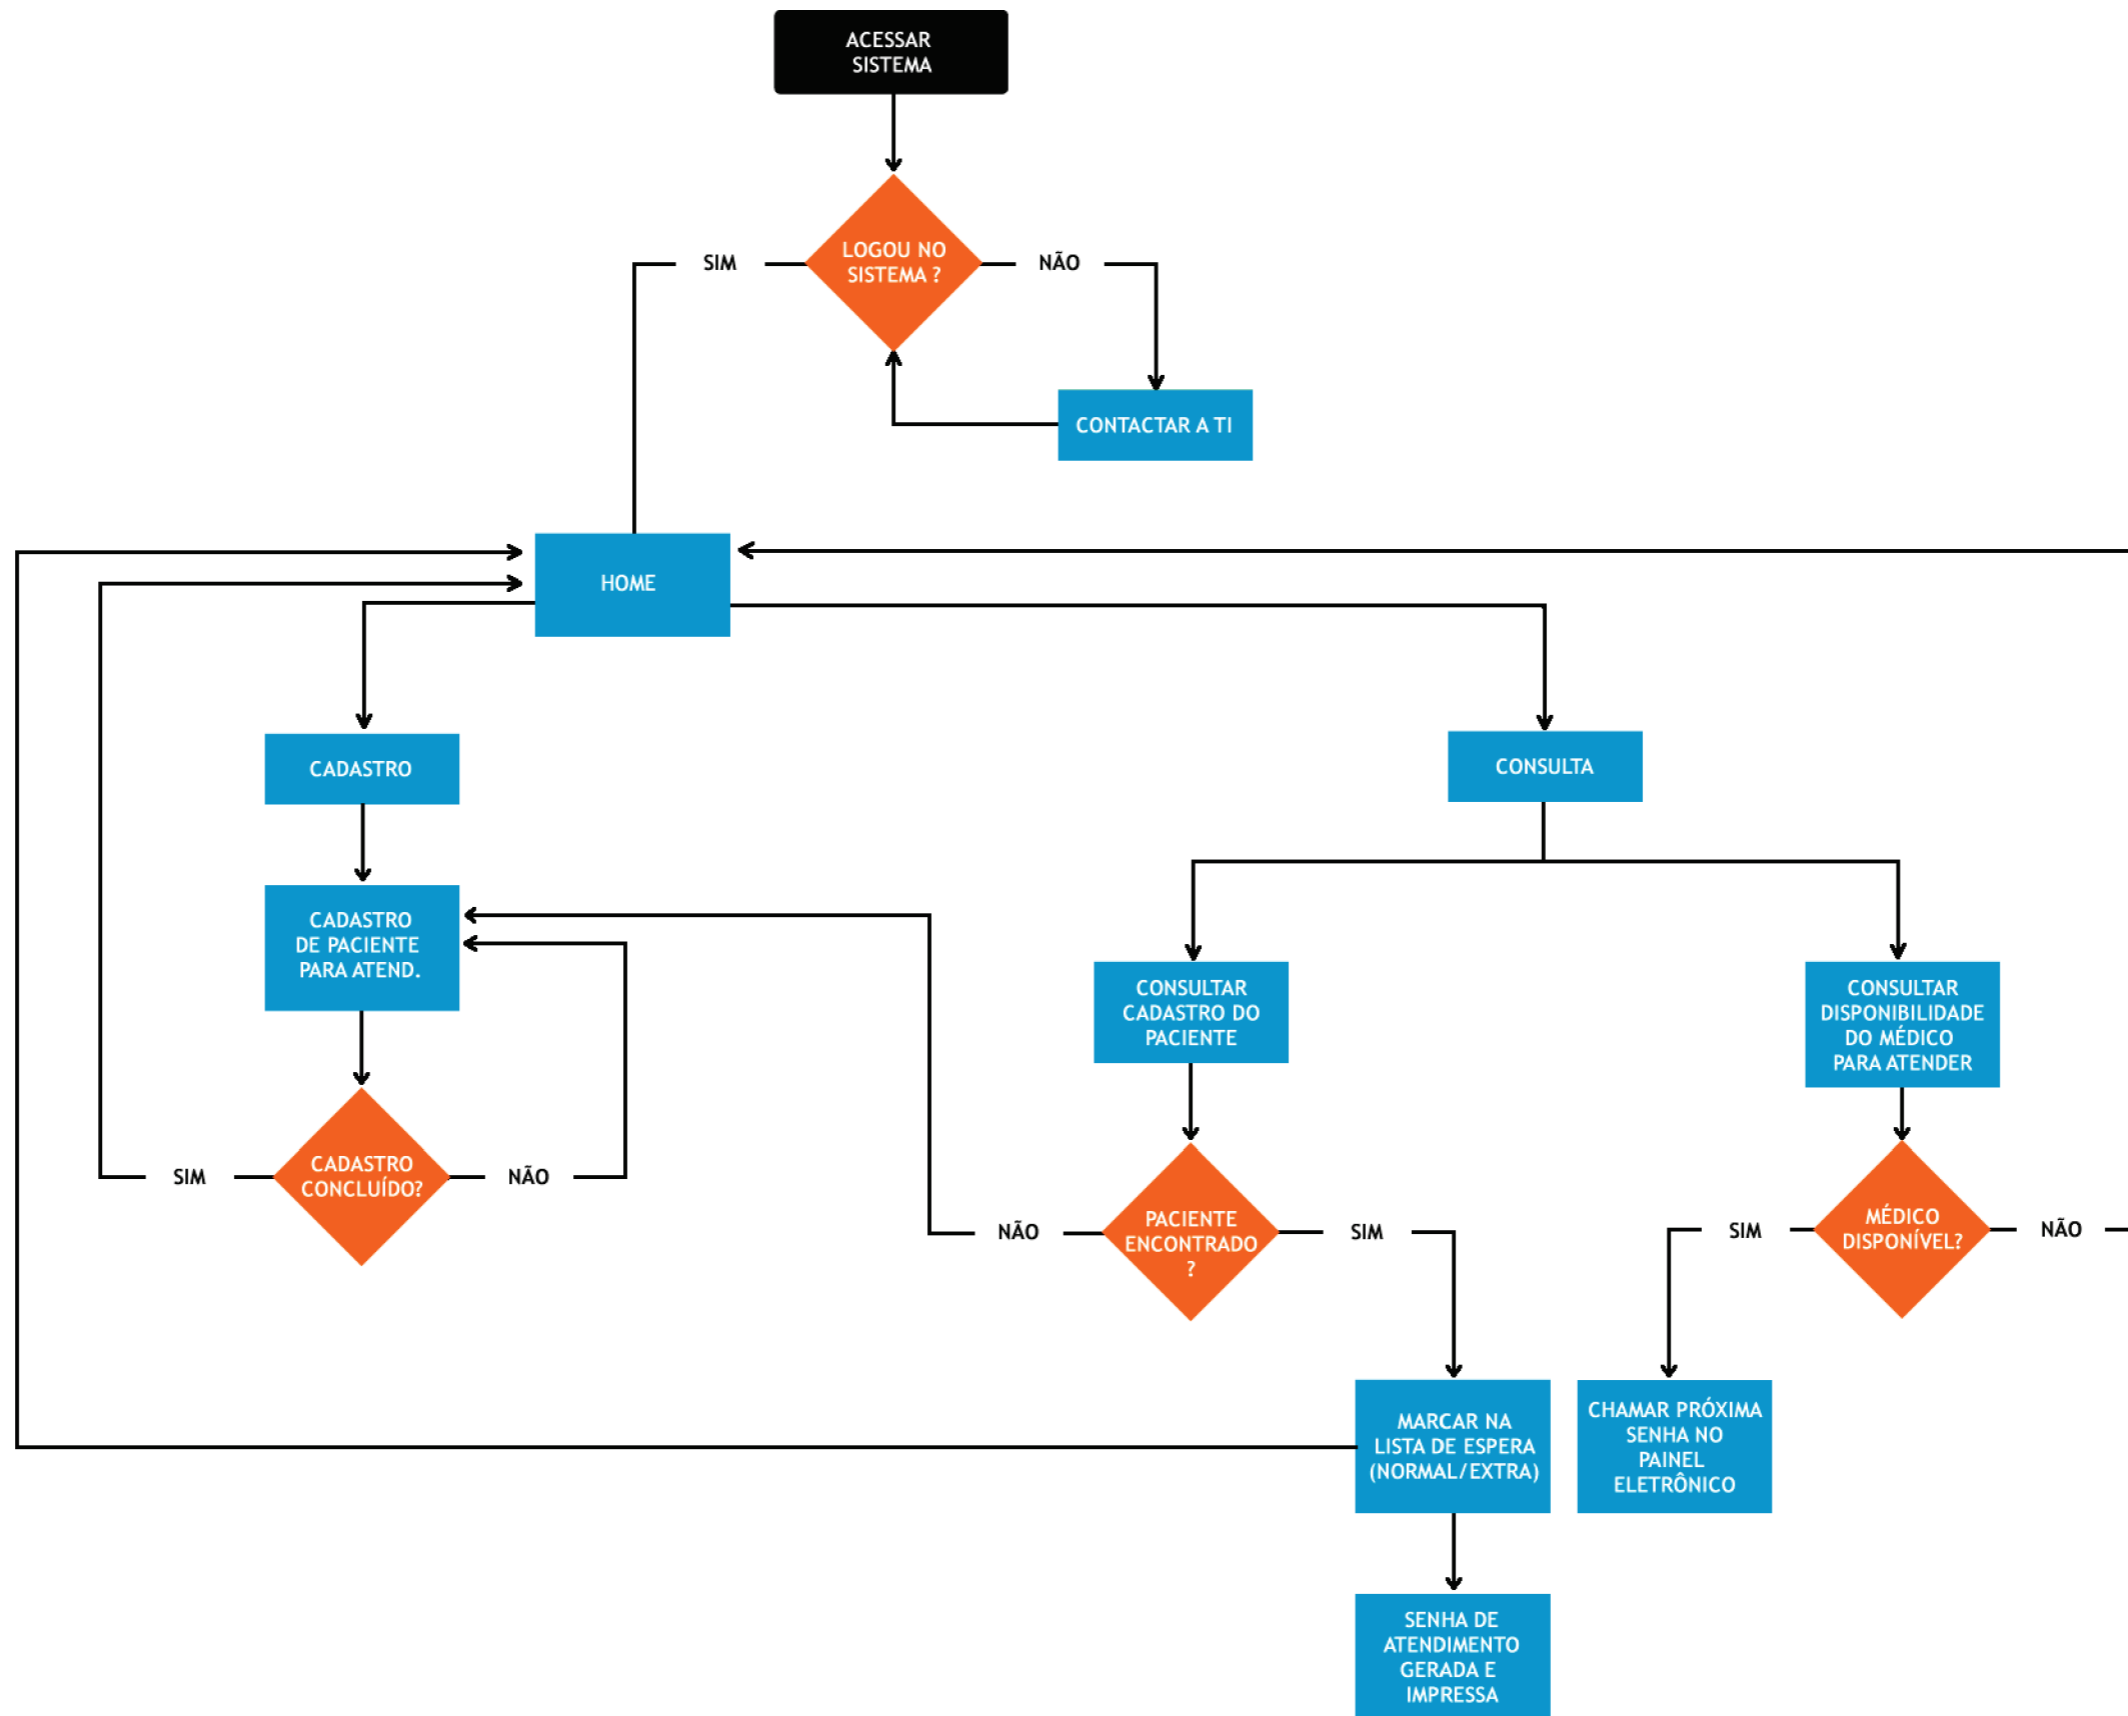 ACESSAR
SISTEMA
LOGOU NO
SISTEMA ?
SIM
NÃO
CONTACTAR A TI
HOME
CADASTRO
CONSULTA
CADASTRO
DE PACIENTE
PARA ATEND.
CONSULTAR
CADASTRO DO
PACIENTE
CONSULTAR
DISPONIBILIDADE
DO MÉDICO
PARA ATENDER
CADASTRO
CONCLUÍDO?
SIM
NÃO
PACIENTE
ENCONTRADO
?
NÃO
SIM
MÉDICO
DISPONÍVEL?
SIM
NÃO
MARCAR NA
LISTA DE ESPERA
(NORMAL/EXTRA)
CHAMAR PRÓXIMA
SENHA NO
PAINEL
ELETRÔNICO
SENHA DE
ATENDIMENTO
GERADA E
IMPRESSA